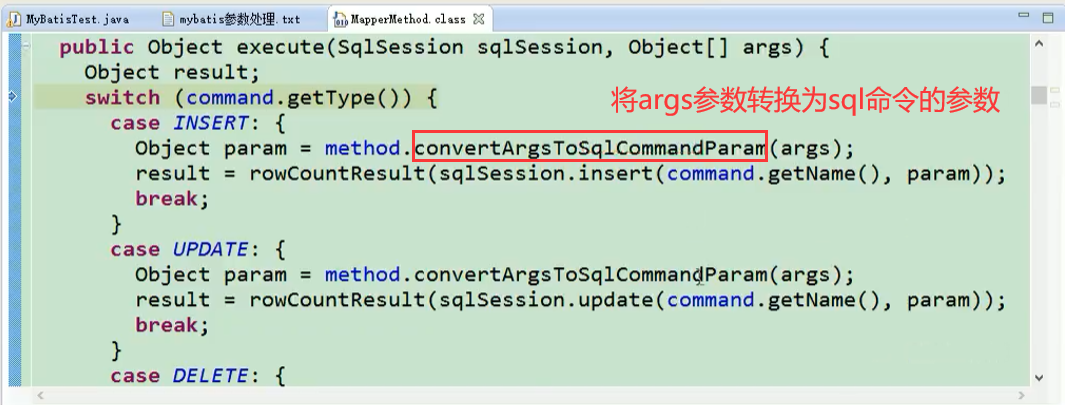 MyBatisTest.java mybatis参数处理.txt MapperMethod.class
public Object execute(SqlSession sqlSession, Object[] args) {
Object result;
switch (command.getType()) {
将args参数转换为sql命令的参数
case INSERT: {
Object param = method.convertArgsToSqlCommandParam(args);
result = rowCountResult(sqlSession.insert(command.getName(), param));
break;
}
case UPDATE: {
Object param = method.convertArgsToSqlCommandParam(args);
result = rowCountResult(sqlSession.update(command.getName(), param));
break;
}
case DELETE: {